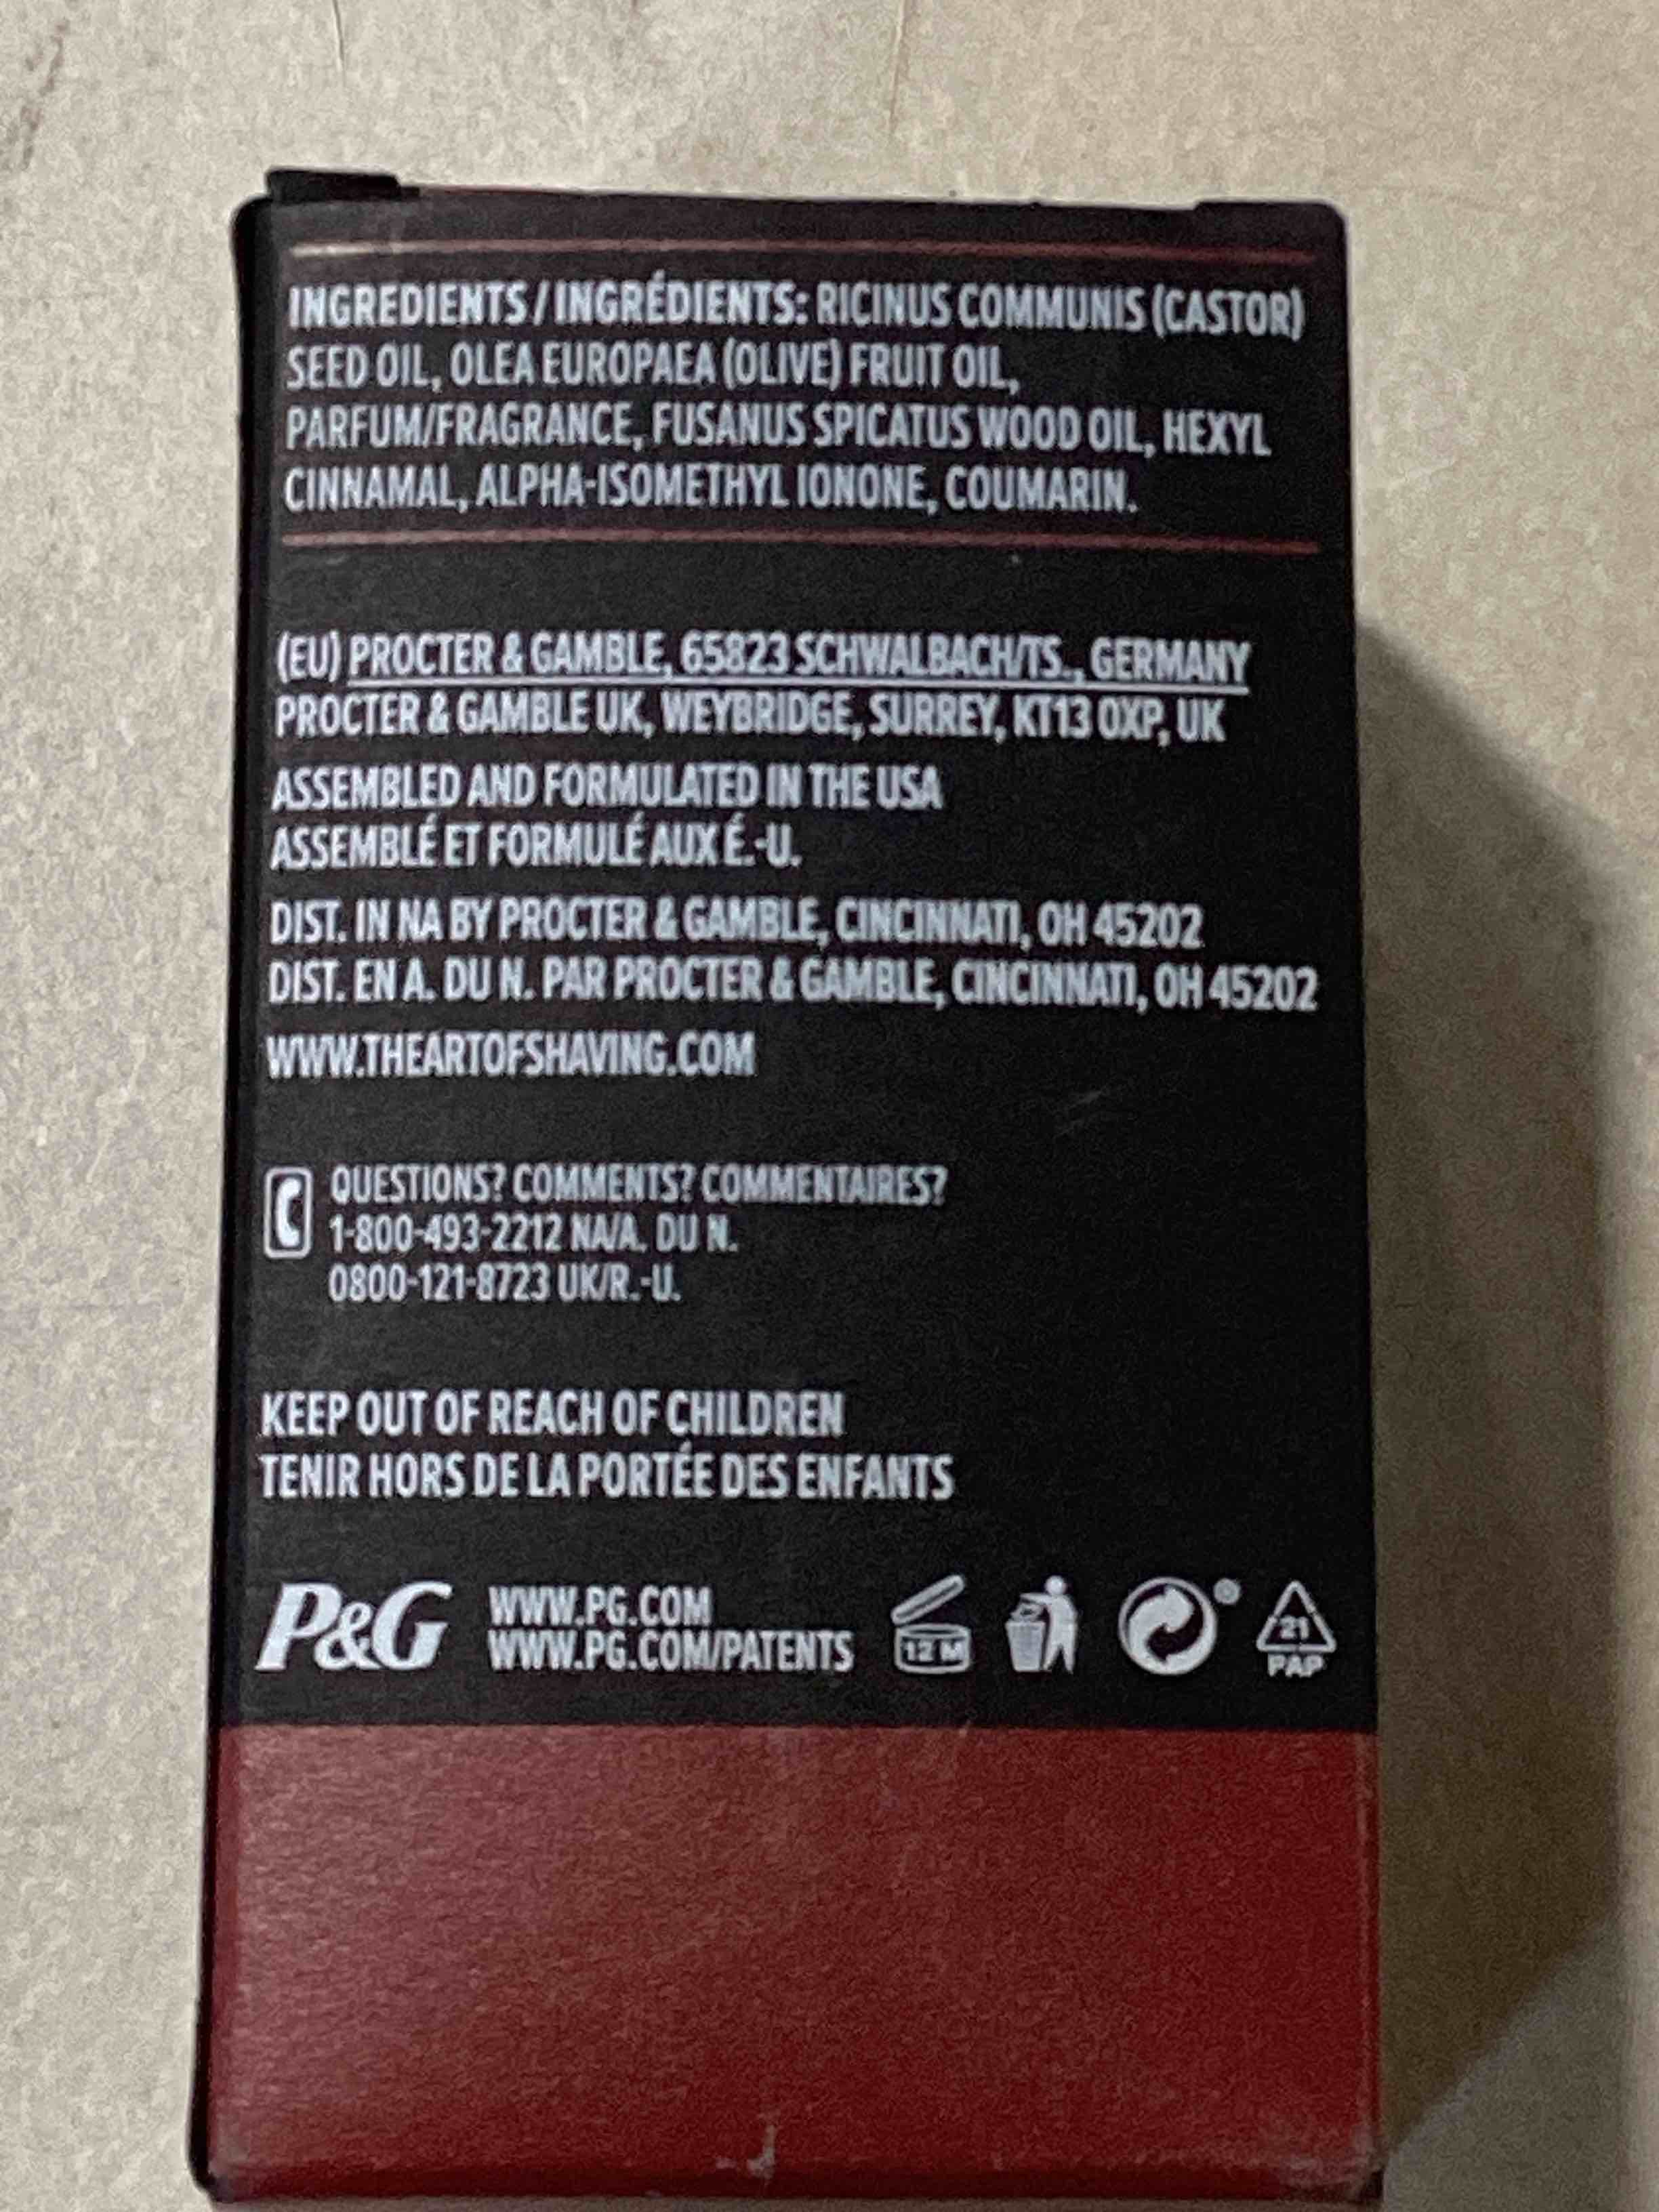 INGREDIENTS / INGRÉDIENTS: RICINUS COMMUNIS (CASTOR)
SEED OIL, OLEA EUROPAEA (OLIVE) FRUIT OIL,
PARFUM/FRAGRANCE, FUSANUS SPICATUS WOOD OIL, HEXYL
CINNAMAL, ALPHA-ISOMETHYL IONONE, COUMARIN.
(EU) PROCTER & GAMBLE, 65823 SCHWALBACH/TS., GERMANY
PROCTER & GAMBLE UK, WEYBRIDGE, SURREY, KT13 0XP, UK
ASSEMBLED AND FORMULATED IN THE USA
ASSEMBLÉ ET FORMULÉ AUX É.-U.
DIST. IN NA BY PROCTER & GAMBLE, CINCINNATI, OH 45202
DIST. EN A. DU N. PAR PROCTER & GAMBLE, CINCINNATI, OH 45202
WWW.THEARTOFSHAVING.COM
QUESTIONS? COMMENTS? COMMENTAIRES?
1-800-493-2212 NA/A. DU N.
0800-121-8723 UK/R.-U.
KEEP OUT OF REACH OF CHILDREN
TENIR HORS DE LA PORTÉE DES ENFANTS
P&G WWW.PG.COM
WWW.PG.COM/PATENTS
12 M
21
PAP